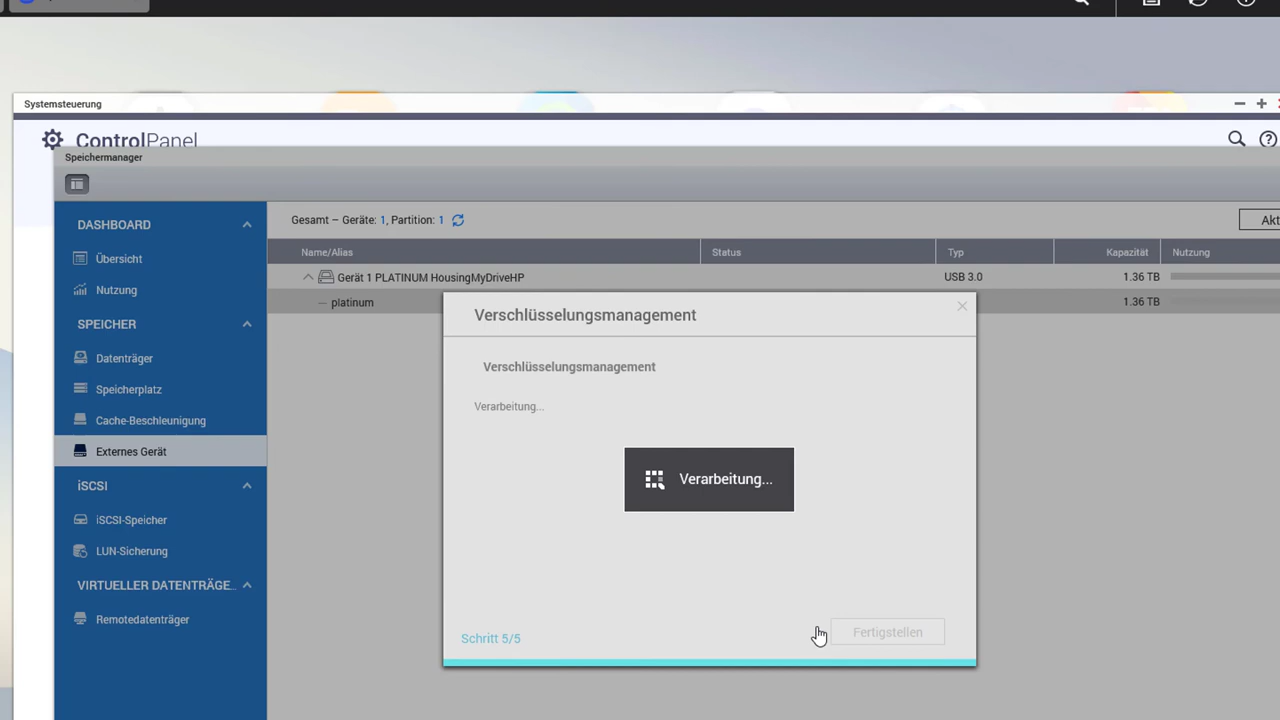 Systemsteuerung
ControlPanel
Speichermanager
DASHBOARD
Übersicht
Nutzung
SPEICHER
Datenträger
Speicherplatz
Cache-Beschleunigung
Externes Gerät
iSCSI
iSCSI-Speicher
LUN-Sicherung
VIRTUELLER DATENTRÄGE..
Remotedatenträger
Gesamt – Geräte: 1, Partition: 1
Akt
Name/Alias Status Typ Kapazität Nutzung
Gerät 1 PLATINUM HousingMyDriveHP USB 3.0 1.36 TB
platinum 1.36 TB
Verschlüsselungsmanagement
Verschlüsselungsmanagement
Verarbeitung...
Verarbeitung...
Schritt 5/5
Fertigstellen